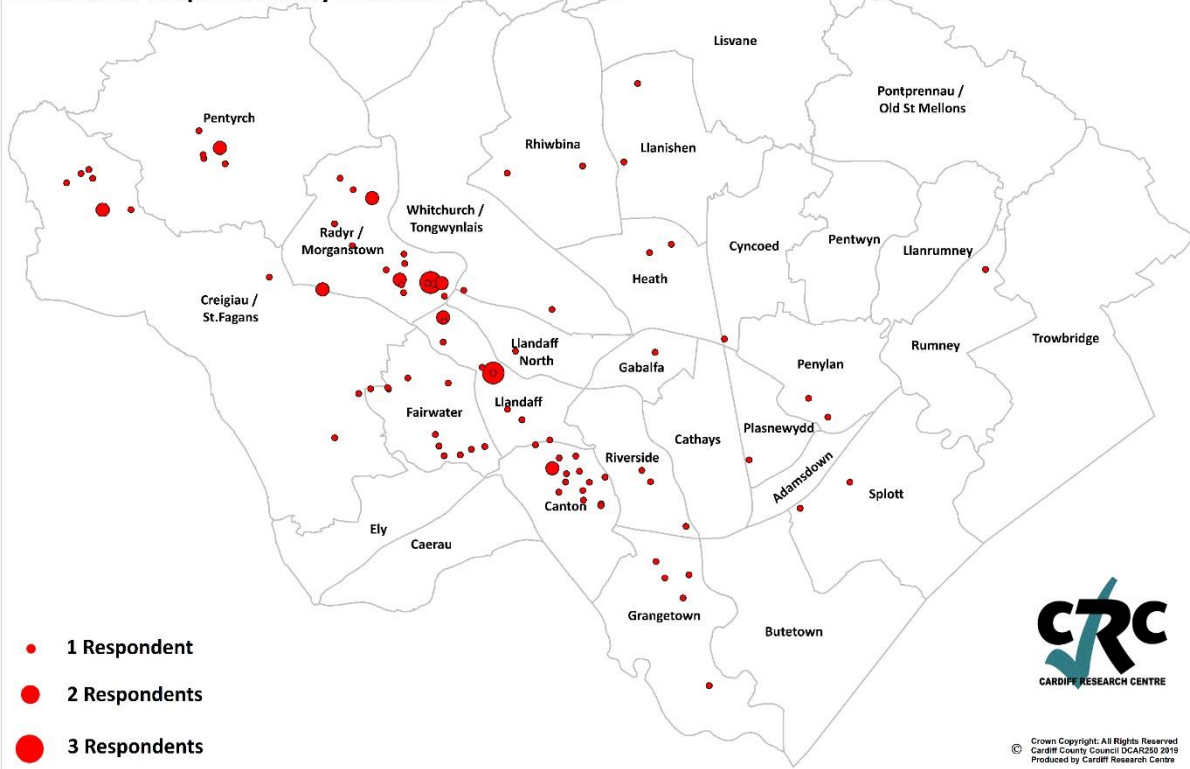 Lisvane
Pontprennau /
Old St Mellons
Pentyrch
Rhiwbina
Llanishen
Whitchurch /
Tongwynlais
Radyr /
Morganstown
Cyncoed
Pentwyn
Llanrumney
Heath
Creigiau /
St.Fagans
Llandaff
North
Gabalfa
Penylan
Rumney
Trowbridge
Fairwater
Llandaff
Plasnewydd
Cathays
Riverside
Adamsdown
Splott
Canton
Ely
Caerau
Grangetown
Butetown
1 Respondent
2 Respondents
3 Respondents
CRC
CARDIFF RESEARCH CENTRE
© Crown Copyright: All Rights Reserved
Cardiff County Council DCAR250 2019
Produced by Cardiff Research Centre